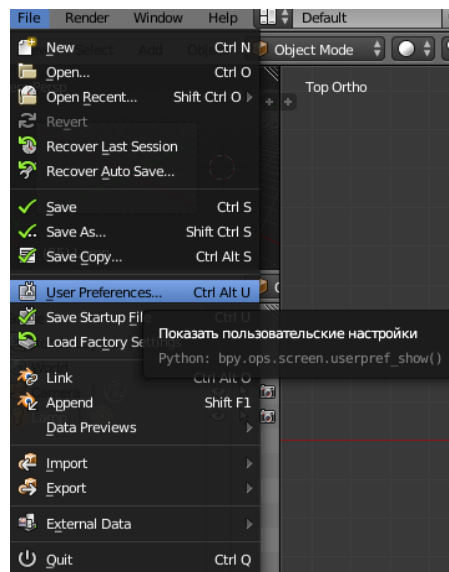 File Render Window Help Default
New Ctrl N
Object Mode
Open... Ctrl O
Open Recent... Shift Ctrl O
Top Ortho
Revert
Recover Last Session
Recover Auto Save...
Save Ctrl S
Save As... Shift Ctrl S
Save Copy... Ctrl Alt S
User Preferences... Ctrl Alt U
Save Startup File Ctrl U
Load Factory Settings
Показать пользовательские настройки
Python: bpy.ops.screen.userpref_show()
Link Ctrl Alt O
Append Shift F1
Data Previews
Import
Export
External Data
Quit Ctrl Q